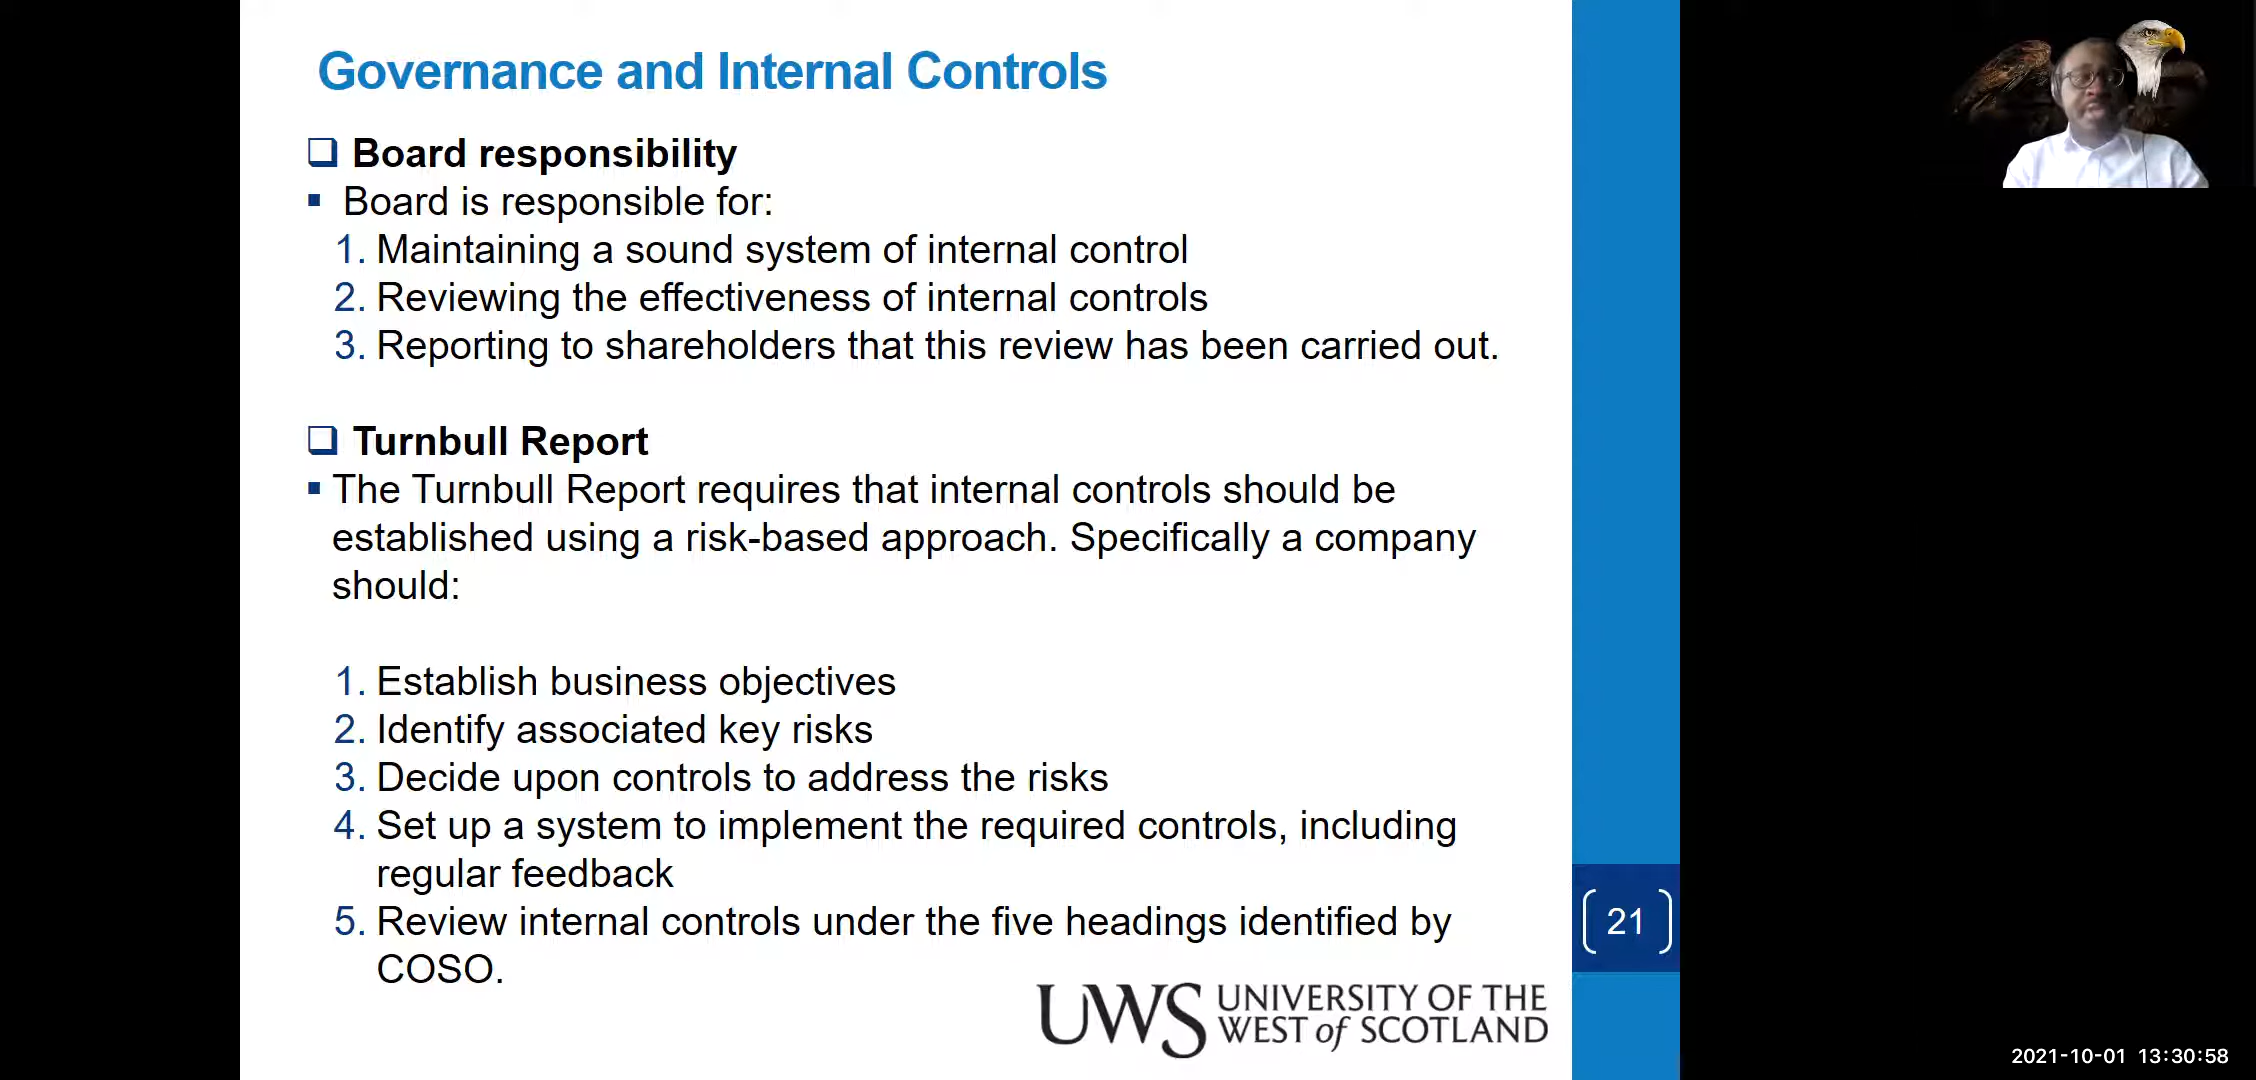 Governance and Internal Controls
Board responsibility
Board is responsible for:
1. Maintaining a sound system of internal control
2. Reviewing the effectiveness of internal controls
3. Reporting to shareholders that this review has been carried out.
Turnbull Report
The Turnbull Report requires that internal controls should be
established using a risk-based approach. Specifically a company
should:
1. Establish business objectives
2. Identify associated key risks
3. Decide upon controls to address the risks
4. Set up a system to implement the required controls, including
regular feedback
5. Review internal controls under the five headings identified by
COSO.
21
UWS UNIVERSITY OF THE
WEST of SCOTLAND
2021-10-01 13:30:58